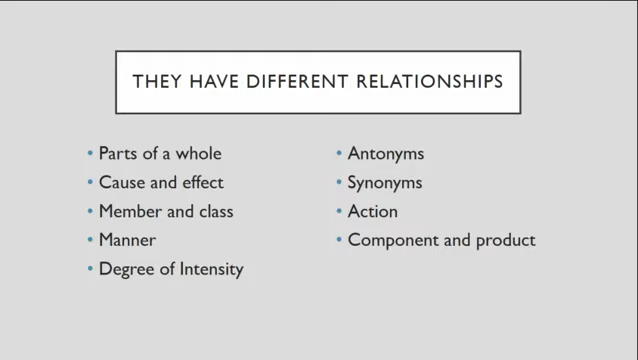 THEY HAVE DIFFERENT RELATIONSHIPS
• Parts of a whole
• Cause and effect
• Member and class
• Manner
• Degree of Intensity
• Antonyms
• Synonyms
• Action
• Component and product